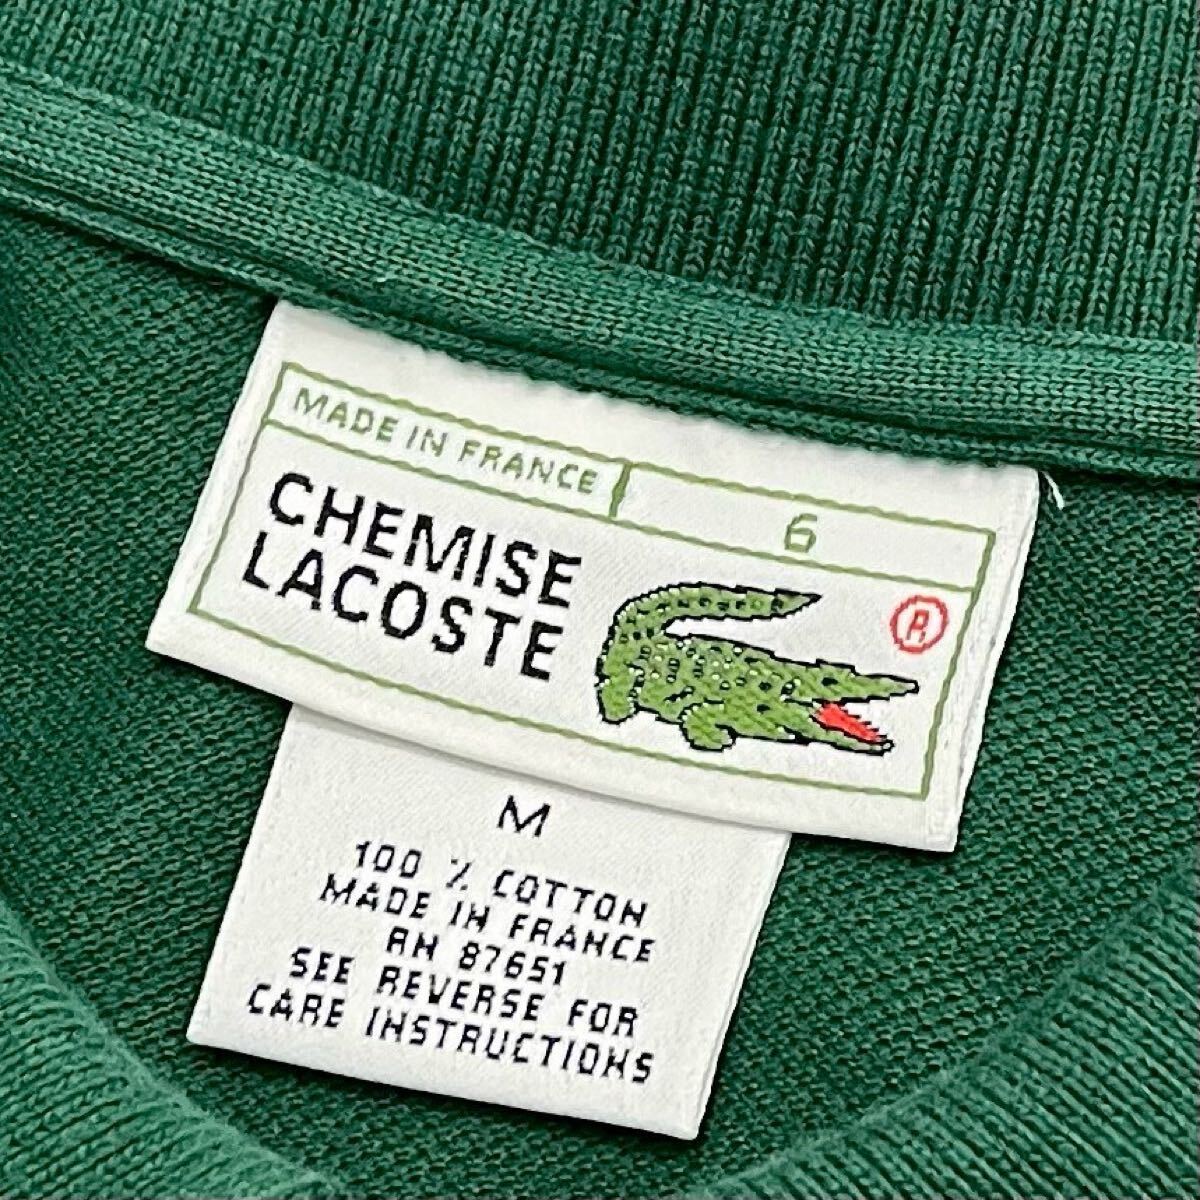 MADE IN FRANCE 6
CHEMISE
LACOSTE
®
M
100 % COTTON
MADE IN FRANCE
RN 87651
SEE REVERSE FOR
CARE INSTRUCTIONS